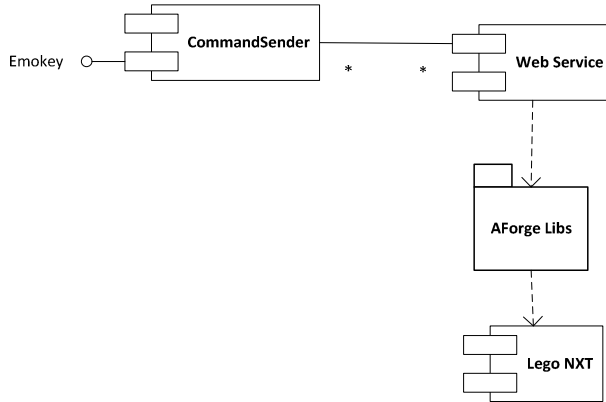 CommandSender
Emokey
Web Service
* *
AForge Libs
Lego NXT